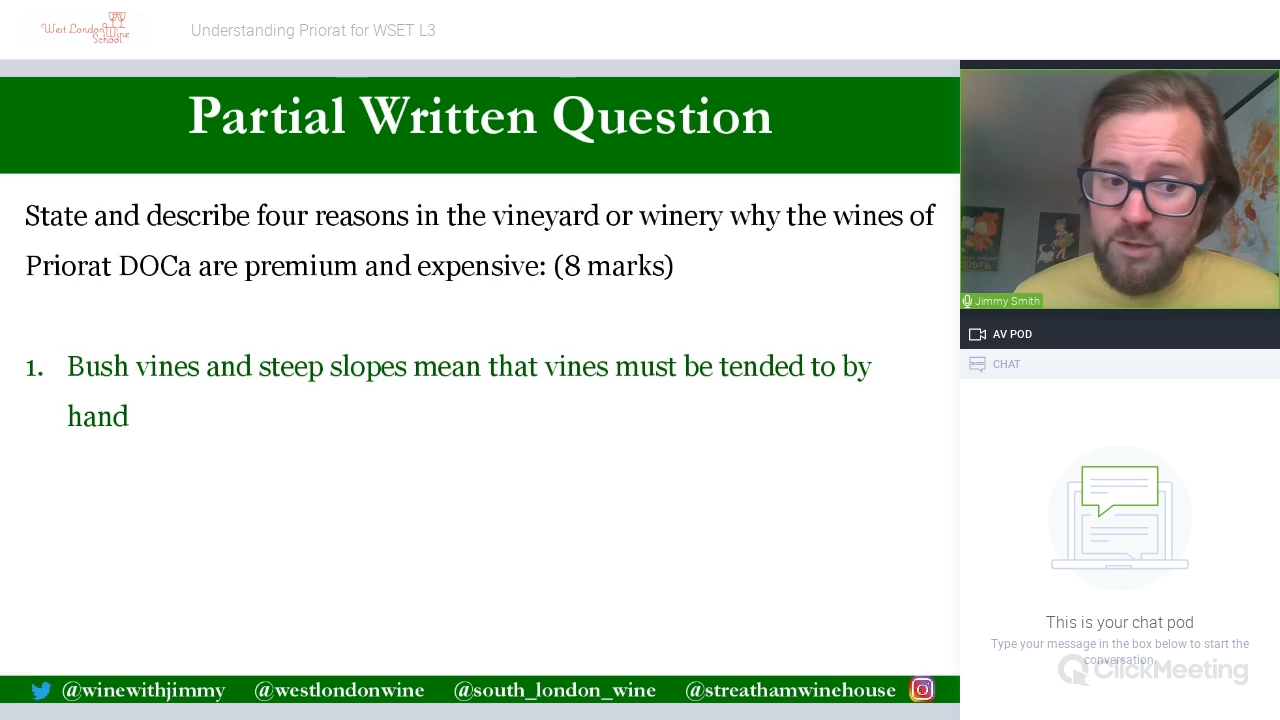 West London
Wine
School
Understanding Priorat for WSET L3
Partial Written Question
State and describe four reasons in the vineyard or winery why the wines of
Priorat DOCa are premium and expensive: (8 marks)
1. Bush vines and steep slopes mean that vines must be tended to by
hand
@winewithjimmy @westlondonwine @south_london_wine @streathamwinehouse
Jimmy Smith
AV POD
CHAT
This is your chat pod
Type your message in the box below to start the
conversation.
ClickMeeting